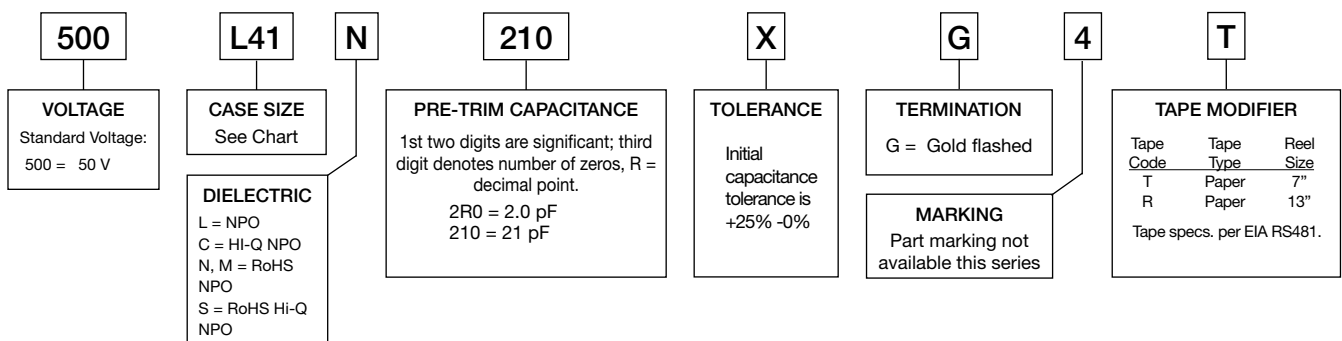 500
L41
N
210
X
G
4
T
VOLTAGE
Standard Voltage:
500 = 50 V
CASE SIZE
See Chart
DIELECTRIC
L = NPO
C = HI-Q NPO
N, M = RoHS
NPO
S = RoHS Hi-Q
NPO
PRE-TRIM CAPACITANCE
1st two digits are significant; third
digit denotes number of zeros, R =
decimal point.
2R0 = 2.0 pF
210 = 21 pF
TOLERANCE
Initial
capacitance
tolerance is
+25% -0%
TERMINATION
G = Gold flashed
MARKING
Part marking not
available this series
TAPE MODIFIER
Tape Tape Reel
Code Type Size
T Paper 7”
R Paper 13”
Tape specs. per EIA RS481.